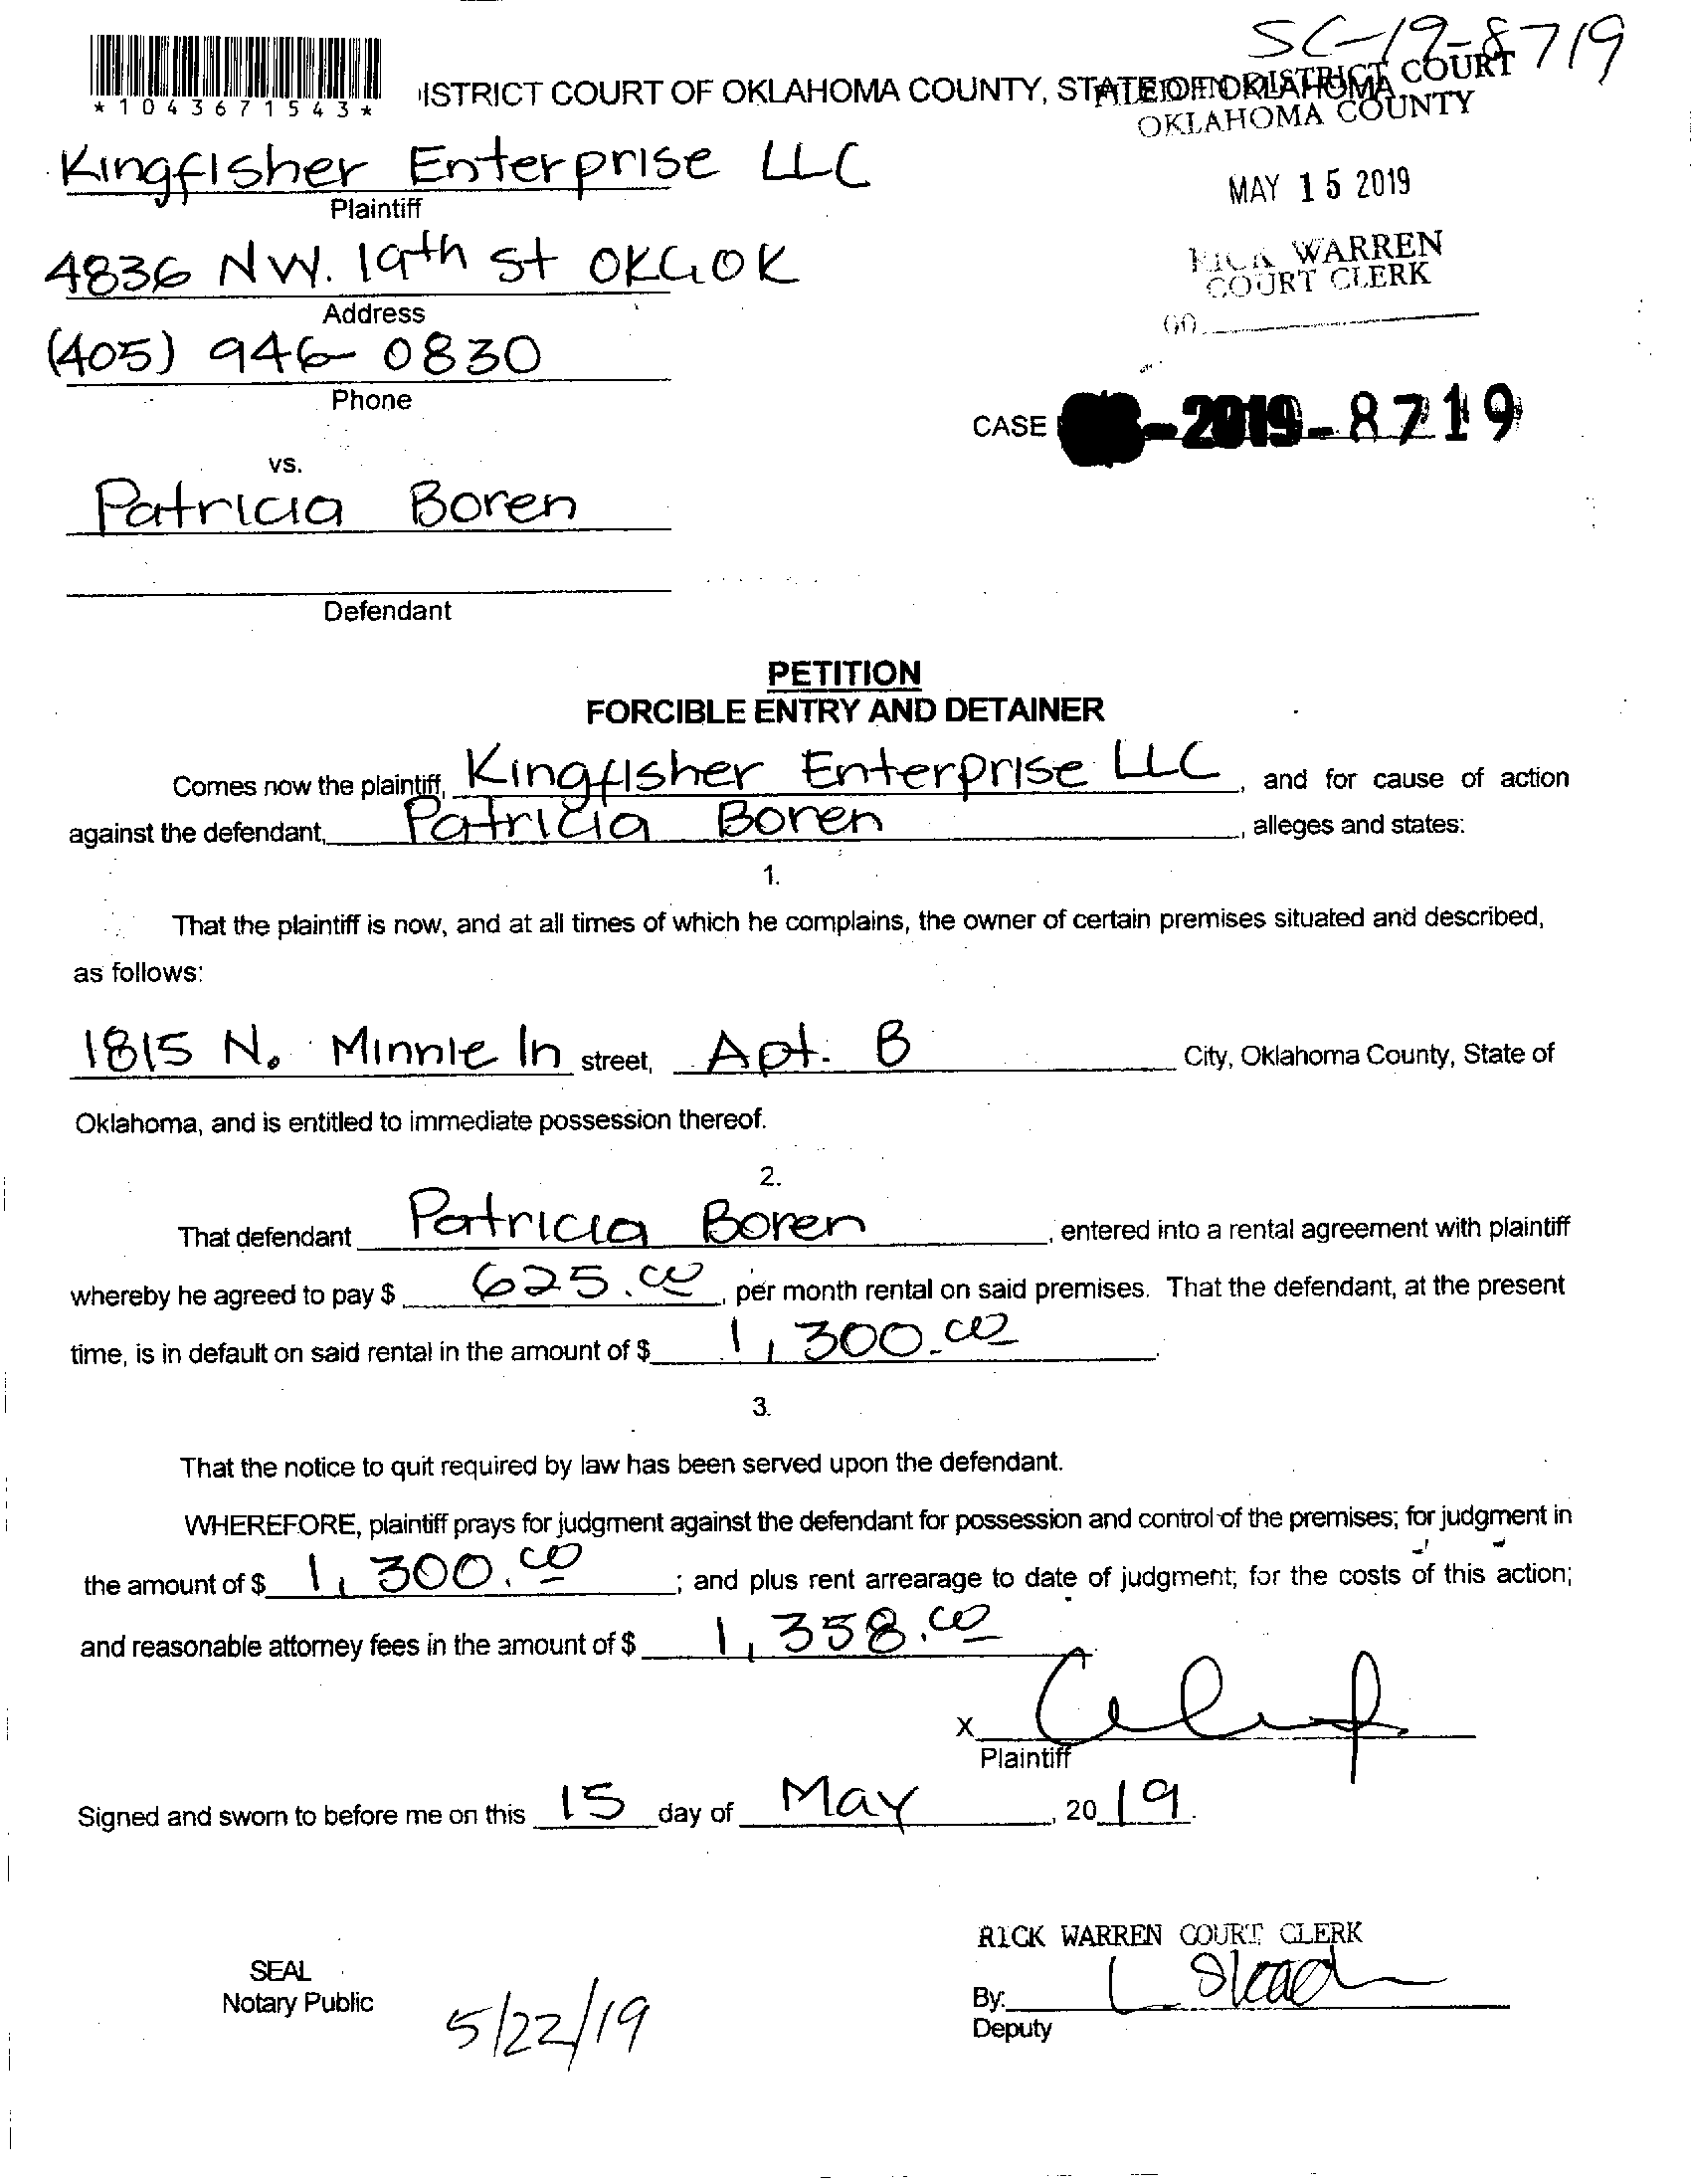 SC-19-8719
*1043671543*
ISTRICT COURT OF OKLAHOMA COUNTY, STATE OF OKLAHOMA
FILED IN DISTRICT COURT
OKLAHOMA COUNTY
Kingfisher Enterprise LLC
Plaintiff
MAY 15 2019
4836 NW. 19th St OKC OK
Address
RICK WARREN
COURT CLERK
(405) 946-0830
Phone
CASE -2019-8719
vs.
Patricia Boren
Defendant
PETITION
FORCIBLE ENTRY AND DETAINER
Comes now the plaintiff, Kingfisher Enterprise LLC, and for cause of action
against the defendant, Patricia Boren, alleges and states:
1.
That the plaintiff is now, and at all times of which he complains, the owner of certain premises situated and described,
as follows:
1815 N. Minnie ln street, Apt. B City, Oklahoma County, State of
Oklahoma, and is entitled to immediate possession thereof.
2.
That defendant Patricia Boren, entered into a rental agreement with plaintiff
whereby he agreed to pay $ 625.00, per month rental on said premises. That the defendant, at the present
time, is in default on said rental in the amount of $ 1,300.00.
3.
That the notice to quit required by law has been served upon the defendant.
WHEREFORE, plaintiff prays for judgment against the defendant for possession and control of the premises; for judgment in
the amount of $ 1,300.00; and plus rent arrearage to date of judgment; for the costs of this action;
and reasonable attorney fees in the amount of $ 1,358.00
X
Plaintiff
Signed and sworn to before me on this 15 day of May, 2019.
RICK WARREN COURT CLERK
SEAL
Notary Public
By:
Deputy
5/22/19